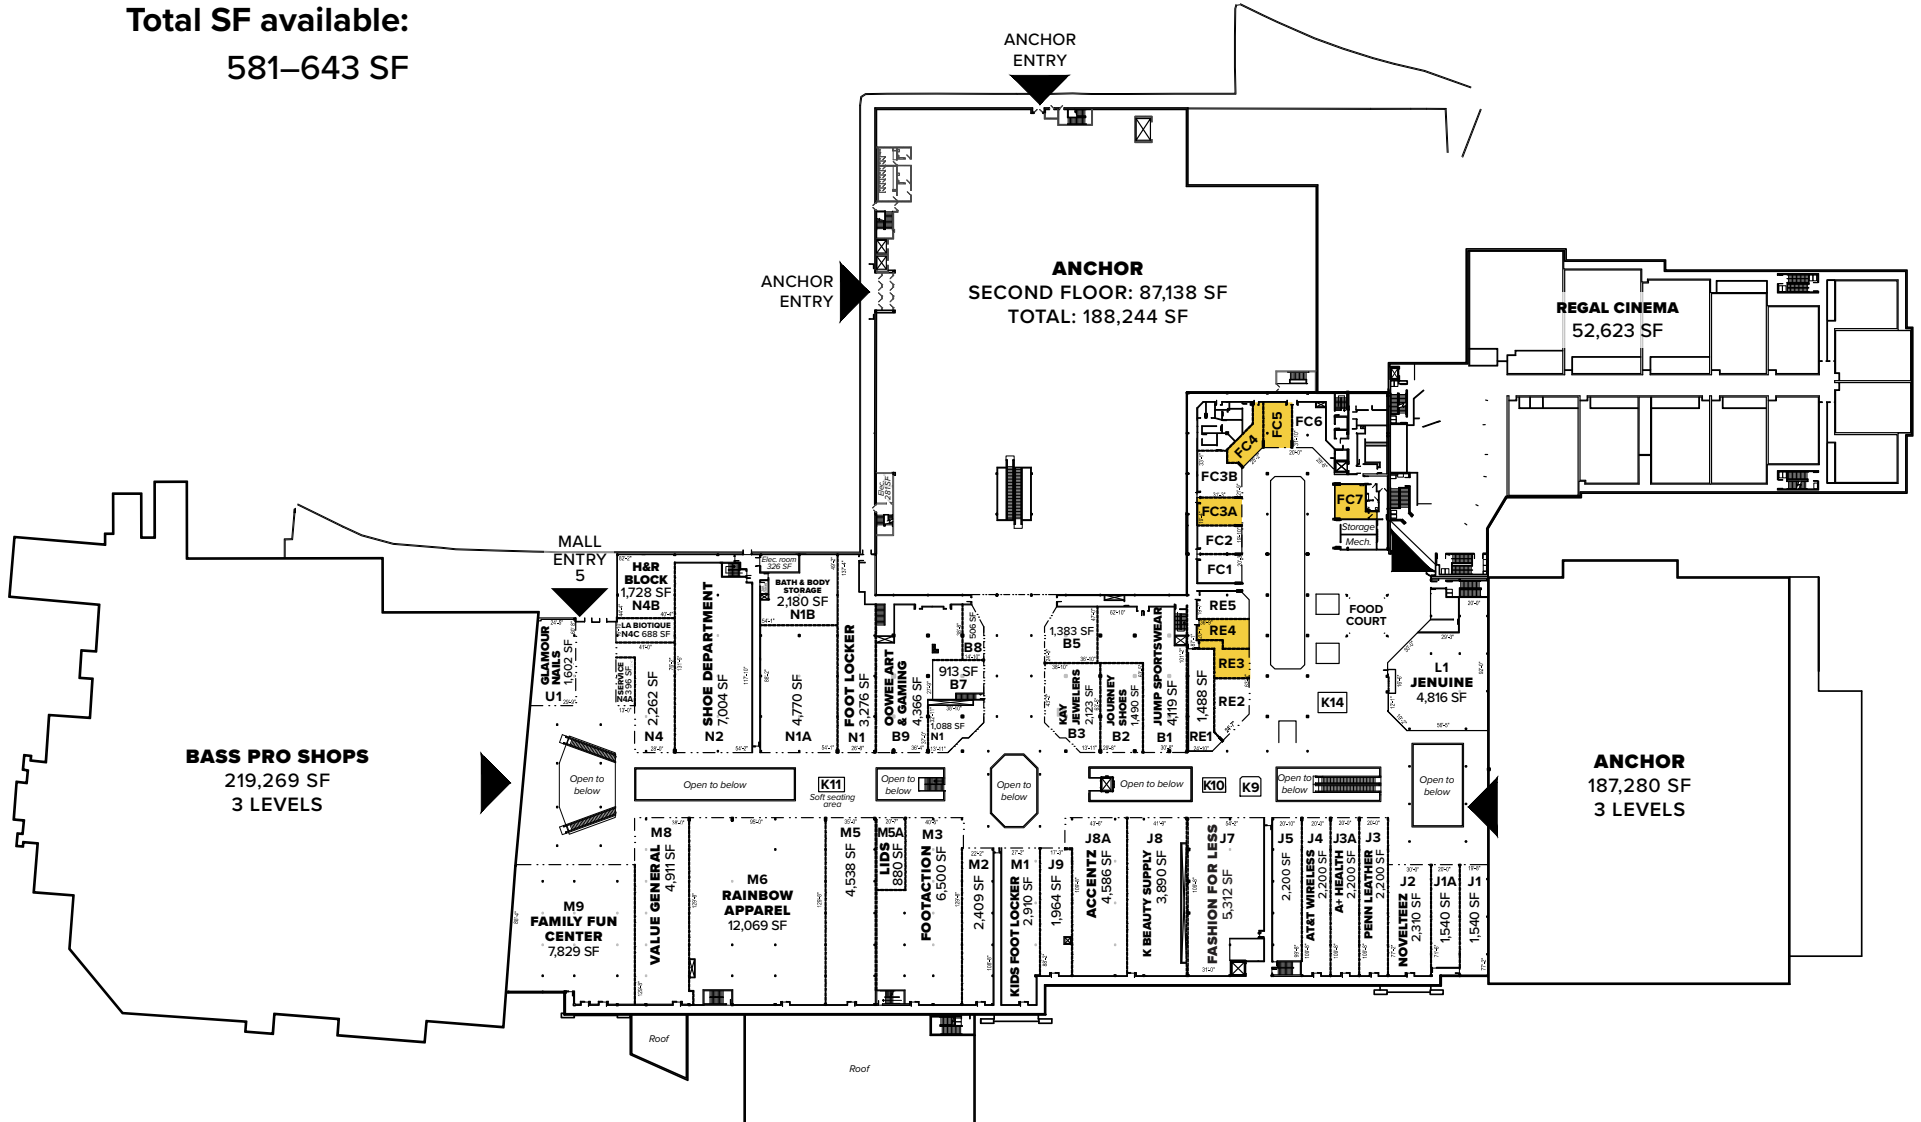 Total SF available:
581–643 SF
ANCHOR
ENTRY
ANCHOR
ENTRY
ANCHOR
SECOND FLOOR: 87,138 SF
TOTAL: 188,244 SF
REGAL CINEMA
52,623 SF
FC4
FC5
FC6
FC3B
FC3A
FC2
FC1
FC7
Storage
Mech.
RE5
RE4
RE3
RE2
1,488 SF
RE1
FOOD
COURT
K14
L1
JENUINE
4,816 SF
MALL
ENTRY
5
H&R
BLOCK
1,728 SF
N4B
LA BIOTIQUE
N4C 688 SF
GLAMOUR
NAILS
1,602 SF
U1
2,262 SF
N4
SHOE DEPARTMENT
7,004 SF
N2
Elec. room
326 SF
BATH & BODY
STORAGE
2,180 SF
N1B
4,770 SF
N1A
FOOT LOCKER
3,276 SF
N1
OOWEE ART
& GAMING
4,366 SF
B9
506 SF
B8
913 SF
B7
1,088 SF
N1
Elec.
281SF
1,383 SF
B5
KAY
JEWELERS
2,123 SF
B3
JOURNEY
SHOES
1,490 SF
B2
JUMP SPORTSWEAR
4,119 SF
B1
BASS PRO SHOPS
219,269 SF
3 LEVELS
Open to
below
Open to below
K11
Soft seating
area
Open to
below
Open to
below
Open to below
K10
K9
Open to
below
Open to
below
ANCHOR
187,280 SF
3 LEVELS
M9
FAMILY FUN
CENTER
7,829 SF
M8
VALUE GENERAL
4,911 SF
M6
RAINBOW
APPAREL
12,069 SF
M5
4,538 SF
M5A
LIDS
880 SF
M3
FOOTACTION
6,500 SF
M2
2,409 SF
M1
KIDS FOOT LOCKER
2,910 SF
J9
1,964 SF
J8A
ACCENTZ
4,586 SF
J8
K BEAUTY SUPPLY
3,890 SF
J7
FASHION FOR LESS
5,312 SF
J5
2,200 SF
J4
AT&T WIRELESS
2,200 SF
J3A
A+ HEALTH
2,200 SF
J3
PENN LEATHER
2,200 SF
J2
NOVELTEEZ
2,310 SF
J1A
1,540 SF
J1
1,540 SF
Roof
Roof